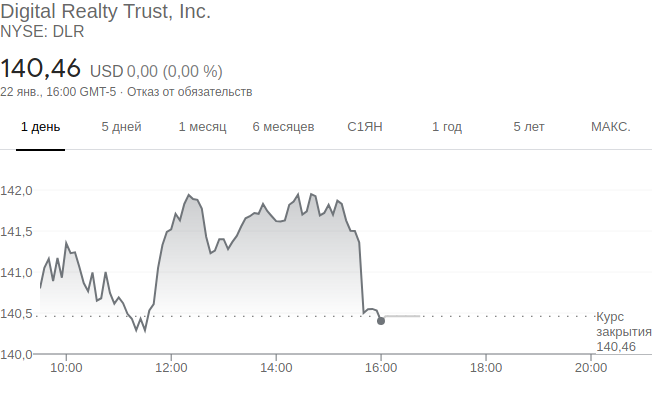 Digital Realty Trust, Inc.
NYSE: DLR
140,46 USD 0,00 (0,00 %)
22 янв., 16:00 GMT-5 · Отказ от обязательств
1 день 5 дней 1 месяц 6 месяцев С1ЯН 1 год 5 лет МАКС.
142,0
141,5
141,0
140,5
Курс
закрытия
140,46
140,0
10:00 12:00 14:00 16:00 18:00 20:00